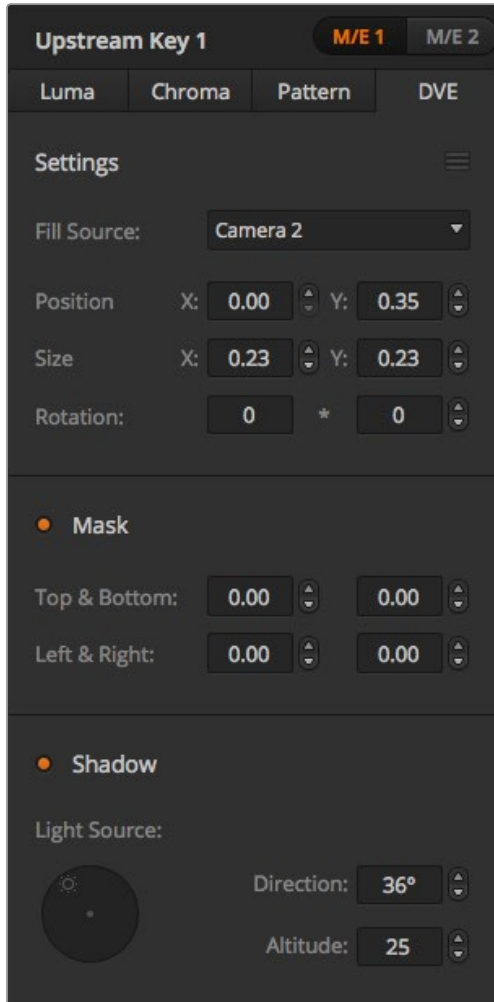 Upstream Key 1 M/E 1 M/E 2
Luma Chroma Pattern DVE
Settings
Fill Source: Camera 2
Position X: 0.00 Y: 0.35
Size X: 0.23 Y: 0.23
Rotation: 0 * 0
Mask
Top & Bottom: 0.00 0.00
Left & Right: 0.00 0.00
Shadow
Light Source:
Direction: 36°
Altitude: 25